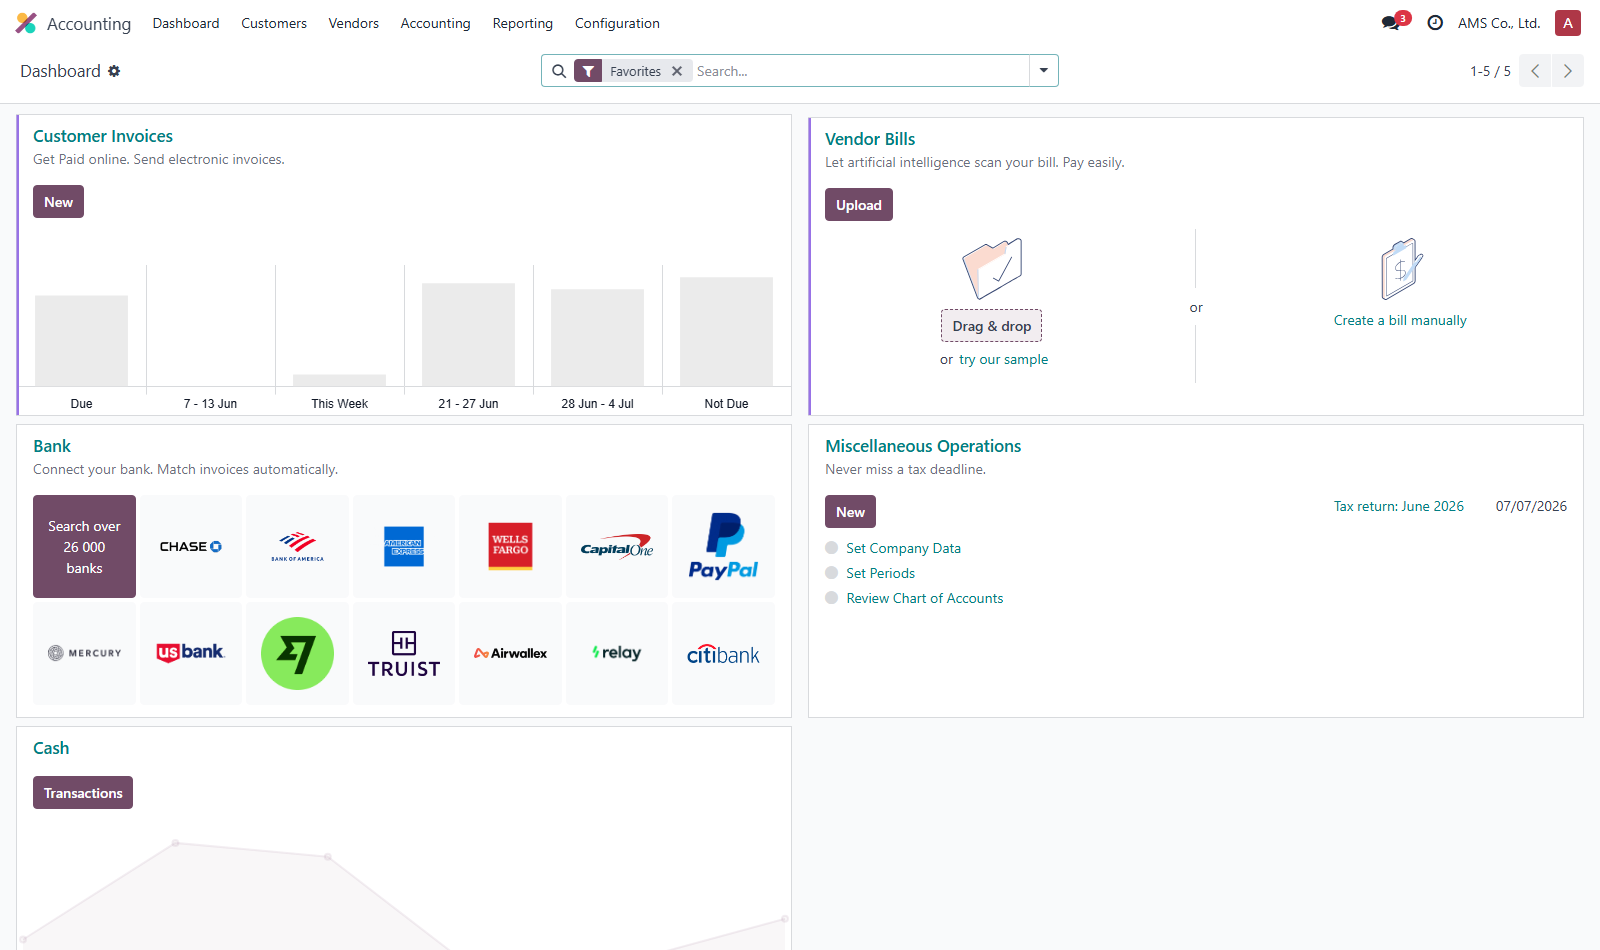 Accounting
Dashboard
Customers
Vendors
Accounting
Reporting
Configuration
3
AMS Co., Ltd.
A
Dashboard
Favorites
Search...
1-5 / 5
Customer Invoices
Get Paid online. Send electronic invoices.
New
Due
7 - 13 Jun
This Week
21 - 27 Jun
28 Jun - 4 Jul
Not Due
Vendor Bills
Let artificial intelligence scan your bill. Pay easily.
Upload
Drag & drop
or try our sample
or
$
Create a bill manually
Bank
Connect your bank. Match invoices automatically.
Search over
26 000
banks
CHASE
BANK OF AMERICA
AMERICAN
EXPRESS
WELLS
FARGO
Capital One
PayPal
MERCURY
usbank
TRUIST
Airwallex
relay
citibank
Miscellaneous Operations
Never miss a tax deadline.
New
Tax return: June 2026
07/07/2026
Set Company Data
Set Periods
Review Chart of Accounts
Cash
Transactions